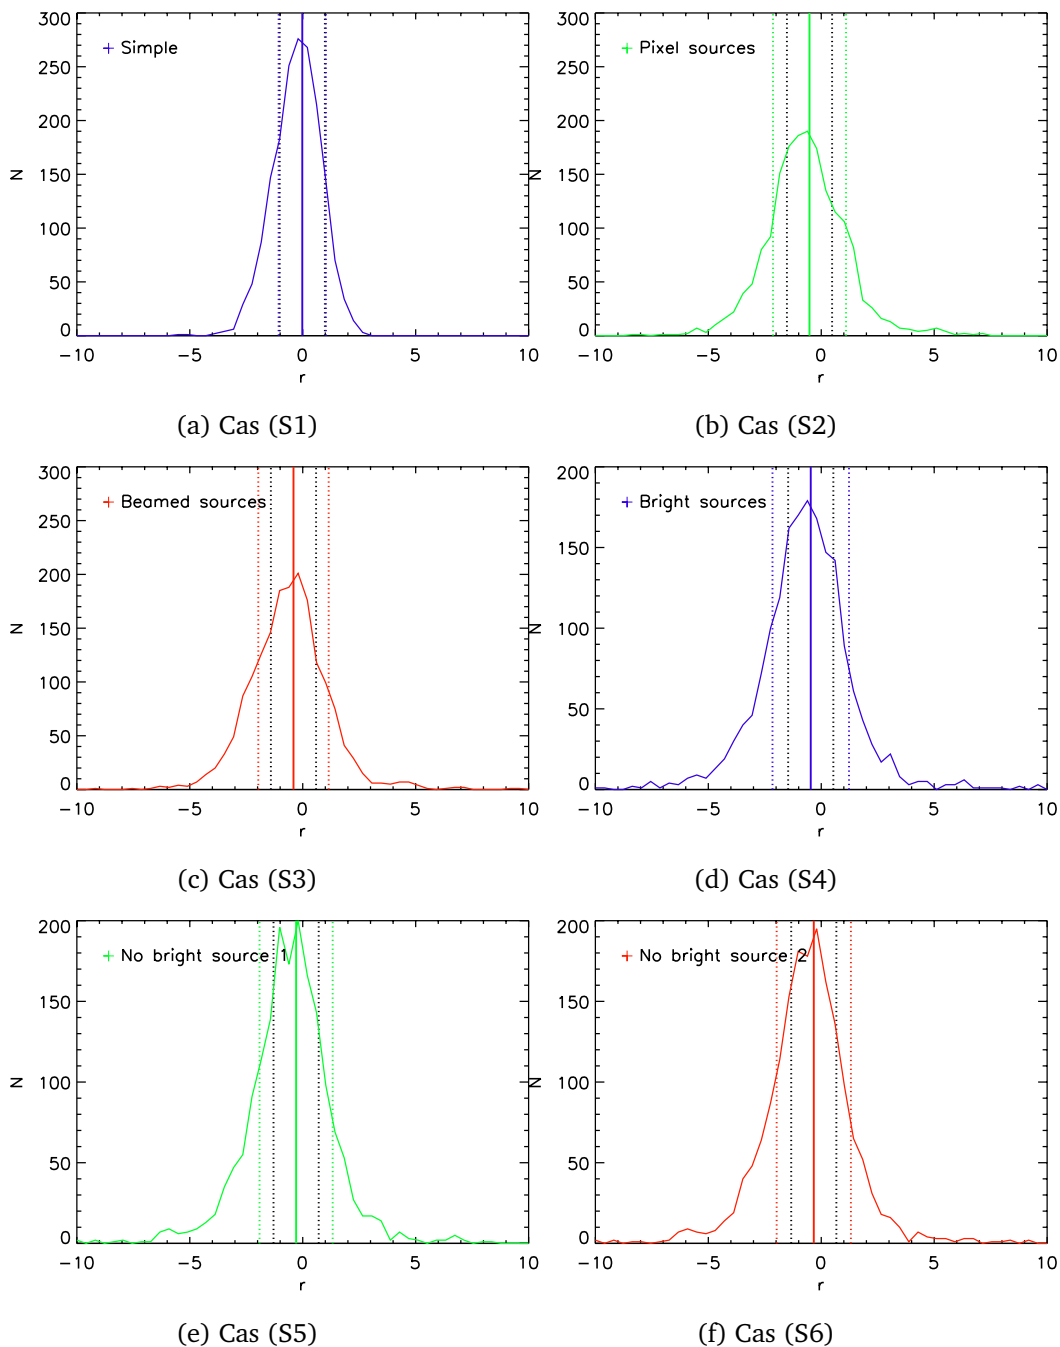 300
250
200
150
100
50
0
N
+ Simple
-10 -5 0 5 10
r
(a) Cas (S1)
300
250
200
150
100
50
0
N
+ Pixel sources
-10 -5 0 5 10
r
(b) Cas (S2)
300
250
200
150
100
50
0
N
+ Beamed sources
-10 -5 0 5 10
r
(c) Cas (S3)
200
150
100
50
0
N
+ Bright sources
-10 -5 0 5 10
r
(d) Cas (S4)
200
150
100
50
0
N
+ No bright source 1
-10 -5 0 5 10
r
(e) Cas (S5)
200
150
100
50
0
N
+ No bright source 2
-10 -5 0 5 10
r
(f) Cas (S6)